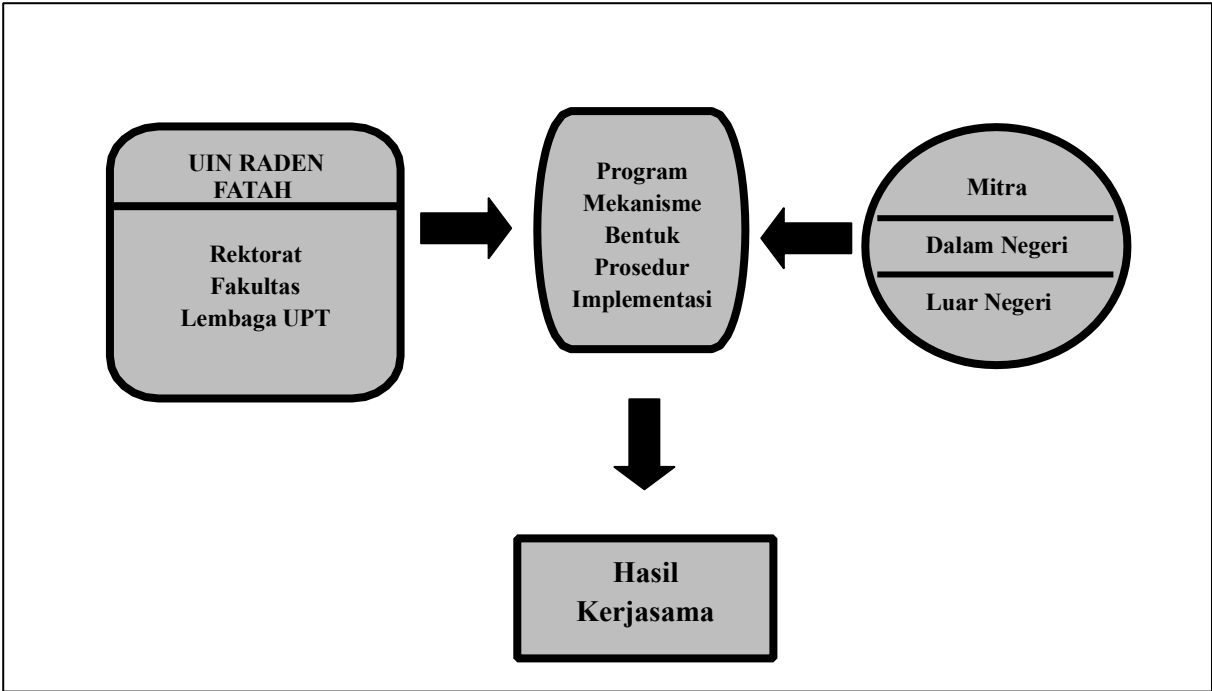 UIN RADEN
FATAH
Rektorat
Fakultas
Lembaga UPT
Program
Mekanisme
Bentuk
Prosedur
Implementasi
Mitra
Dalam Negeri
Luar Negeri
Hasil
Kerjasama